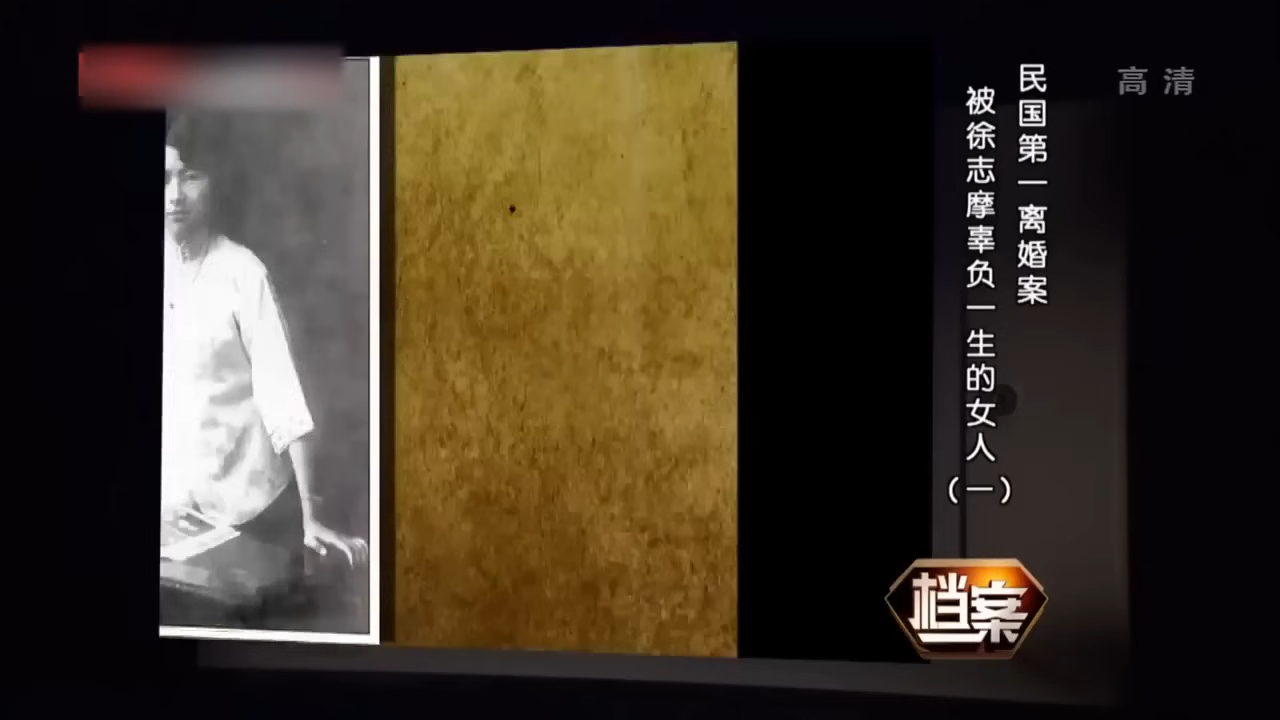 高清
民国第一离婚案
被徐志摩辜负一生的女人
（一）
档案